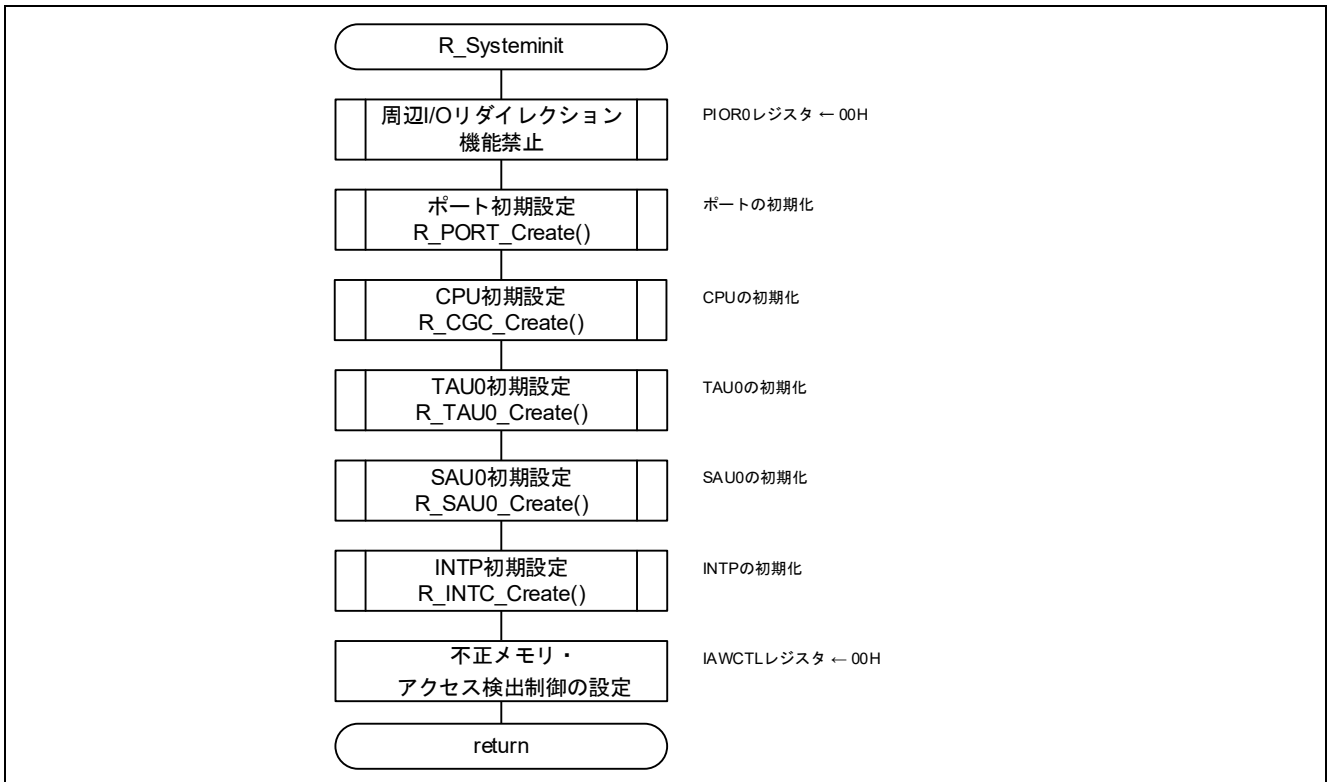 R_Systeminit
周辺I/Oリダイレクション
機能禁止
PIOR0レジスタ ← 00H
ポート初期設定
R_PORT_Create()
ポートの初期化
CPU初期設定
R_CGC_Create()
CPUの初期化
TAU0初期設定
R_TAU0_Create()
TAU0の初期化
SAU0初期設定
R_SAU0_Create()
SAU0の初期化
INTP初期設定
R_INTC_Create()
INTPの初期化
不正メモリ・
アクセス検出制御の設定
IAWCTLレジスタ ← 00H
return